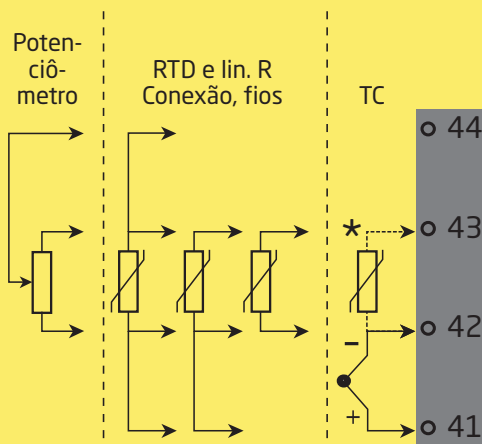 Poten-
ciô-
metro
RTD e lin. R
Conexão, fios
TC
44
*
43
42
–
+
41